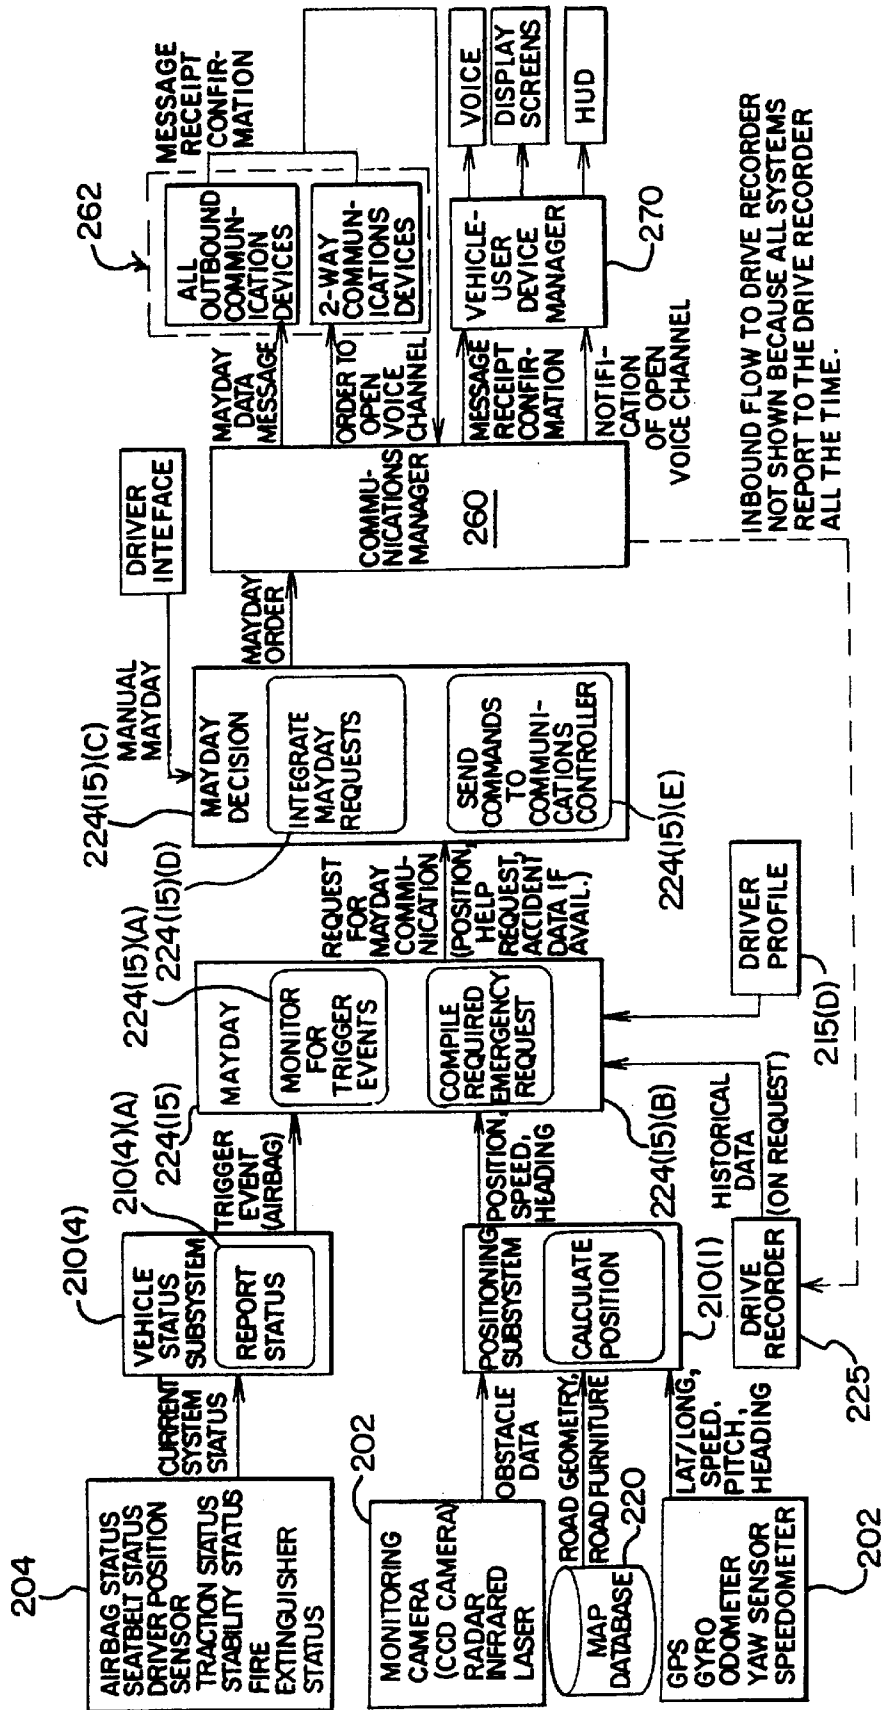 204
AIRBAG STATUS
SEATBELT STATUS
DRIVER POSITION
SENSOR
TRACTION STATUS
STABILITY STATUS
FIRE
EXTINGUISHER
STATUS
CURRENT
SYSTEM
STATUS
210(4)
VEHICLE
STATUS
SUBSYSTEM
REPORT
STATUS
210(4)(A)
TRIGGER
EVENT
(AIRBAG)
202
MONITORING
CAMERA
(CCD CAMERA)
RADAR
INFRARED
LASER
OBSTACLE
DATA
ROAD GEOMETRY,
ROAD FURNITURE
220
MAP
DATABASE
GPS
GYRO
ODOMETER
YAW SENSOR
SPEEDOMETER
202
LAT/LONG,
SPEED,
PITCH,
HEADING
POSITIONING
SUBSYSTEM
CALCULATE
POSITION
210(1)
POSITION,
SPEED,
HEADING
DRIVE
RECORDER
225
HISTORICAL
DATA
(ON REQUEST)
224(15)
MAYDAY
MONITOR
FOR
TRIGGER
EVENTS
224(15)(A)
COMPILE
REQUIRED
EMERGENCY
REQUEST
224(15)(B)
DRIVER
PROFILE
215(D)
REQUEST
FOR
MAYDAY
COMMU-
NICATION
(POSITION,
HELP
REQUEST,
ACCIDENT
DATA IF
AVAIL.)
224(15)(D)
224(15)(C)
MAYDAY
DECISION
INTEGRATE
MAYDAY
REQUESTS
SEND
COMMANDS
TO
COMMUNI-
CATIONS
CONTROLLER
224(15)(E)
MANUAL
MAYDAY
DRIVER
INTEFACE
MAYDAY
ORDER
COMMU-
NICATIONS
MANAGER
260
MAYDAY
DATA
MESSAGE
ORDER TO
OPEN
VOICE
CHANNEL
MESSAGE
RECEIPT
CONFIR-
MATION
NOTIFI-
CATION
OF OPEN
VOICE CHANNEL
262
ALL
OUTBOUND
COMMUN-
ICATION
DEVICES
2-WAY
COMMUN-
ICATIONS
DEVICES
MESSAGE
RECEIPT
CONFIR-
MATION
VEHICLE-
USER
DEVICE
MANAGER
270
VOICE
DISPLAY
SCREENS
HUD
INBOUND FLOW TO DRIVE RECORDER
NOT SHOWN BECAUSE ALL SYSTEMS
REPORT TO THE DRIVE RECORDER
ALL THE TIME.